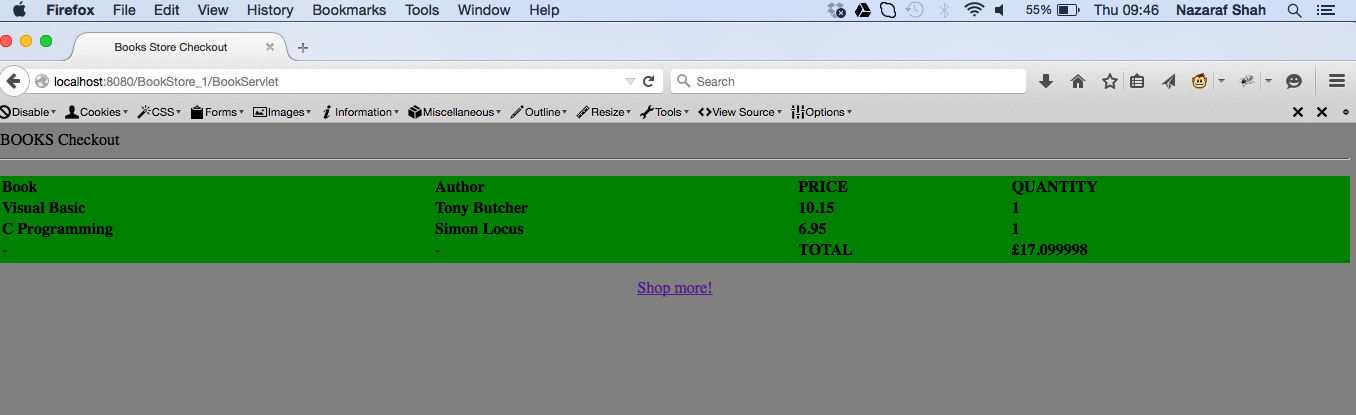 Firefox File Edit View History Bookmarks Tools Window Help 55% Thu 09:46 Nazaraf Shah
Books Store Checkout
localhost:8080/BookStore_1/BookServlet Search
Disable Cookies CSS Forms Images Information Miscellaneous Outline Resize Tools View Source Options
BOOKS Checkout
Book Author PRICE QUANTITY
Visual Basic Tony Butcher 10.15 1
C Programming Simon Locus 6.95 1
- - TOTAL £17.099998
Shop more!